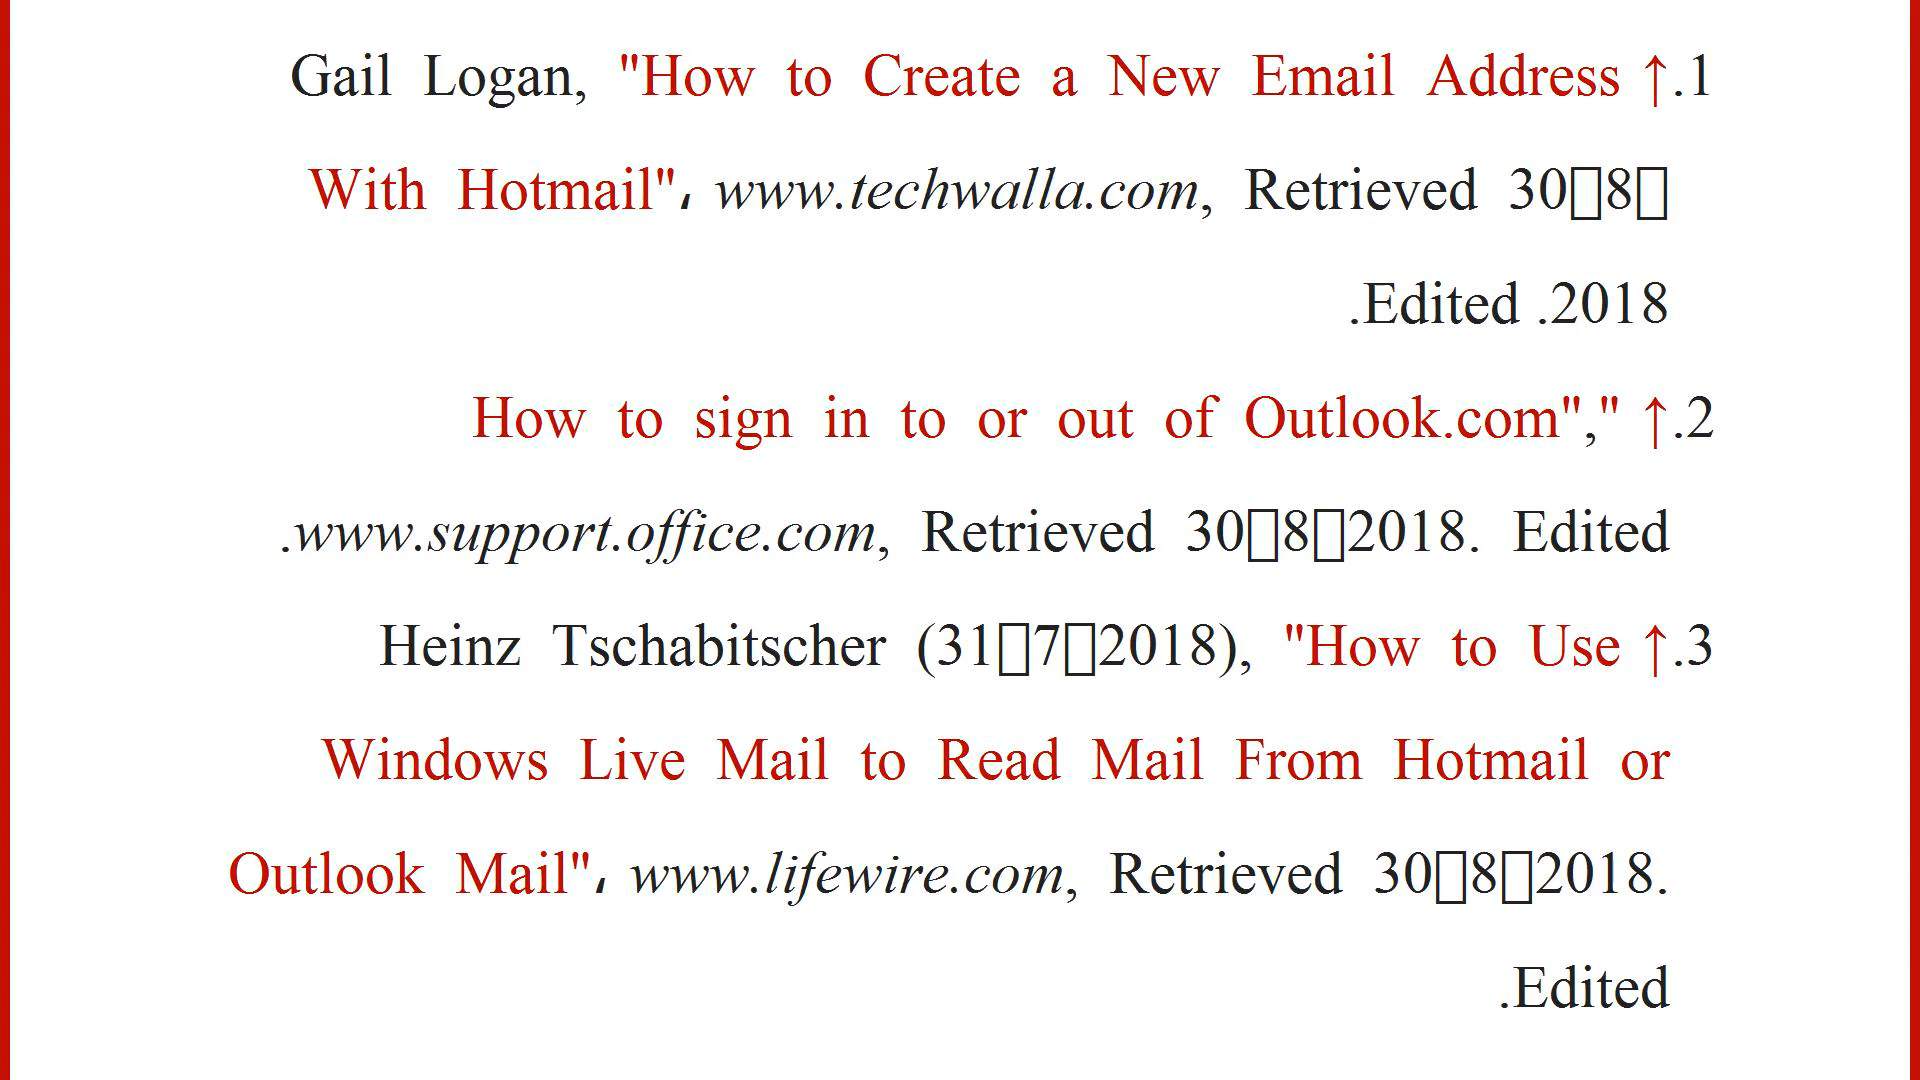 1.↑ Gail Logan, "How to Create a New Email Address
With Hotmail"، www.techwalla.com, Retrieved 30▯8▯
2018. Edited.
2.↑ "How to sign in to or out of Outlook.com",
www.support.office.com, Retrieved 30▯8▯2018. Edited.
3.↑ Heinz Tschabitscher (31▯7▯2018), "How to Use
Windows Live Mail to Read Mail From Hotmail or
Outlook Mail"، www.lifewire.com, Retrieved 30▯8▯2018.
Edited.